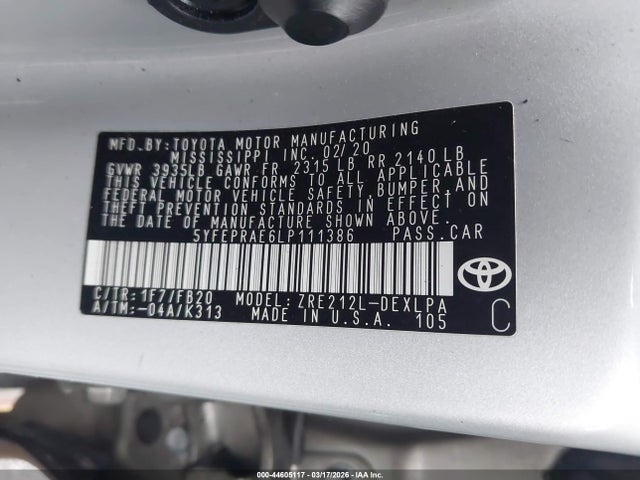 MFD.BY:TOYOTA MOTOR MANUFACTURING
MISSISSIPPI INC. 02/20
GVWR 3935LB GAWR FR 2315 LB RR 2140 LB
THIS VEHICLE CONFORMS TO ALL APPLICABLE
FEDERAL MOTOR VEHICLE SAFETY, BUMPER, AND
THEFT PREVENTION STANDARDS IN EFFECT ON
THE DATE OF MANUFACTURE SHOWN ABOVE.
5YFEPRAE6LP111386 PASS.CAR
C/TR:1F7/FB20 MODEL:ZRE212L-DEXLPA
A/TM:-04A/K313 MADE IN U.S.A. 105
C
000-44605117 - 03/17/2026 - IAA Inc.